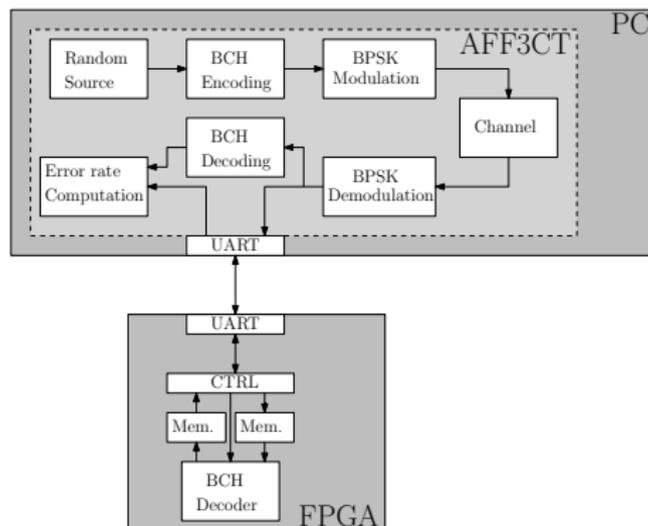 PC
AFF3CT
Random
Source
BCH
Encoding
BPSK
Modulation
Channel
BCH
Decoding
Error rate
Computation
BPSK
Demodulation
UART
UART
CTRL
Mem.
Mem.
BCH
Decoder
FPGA